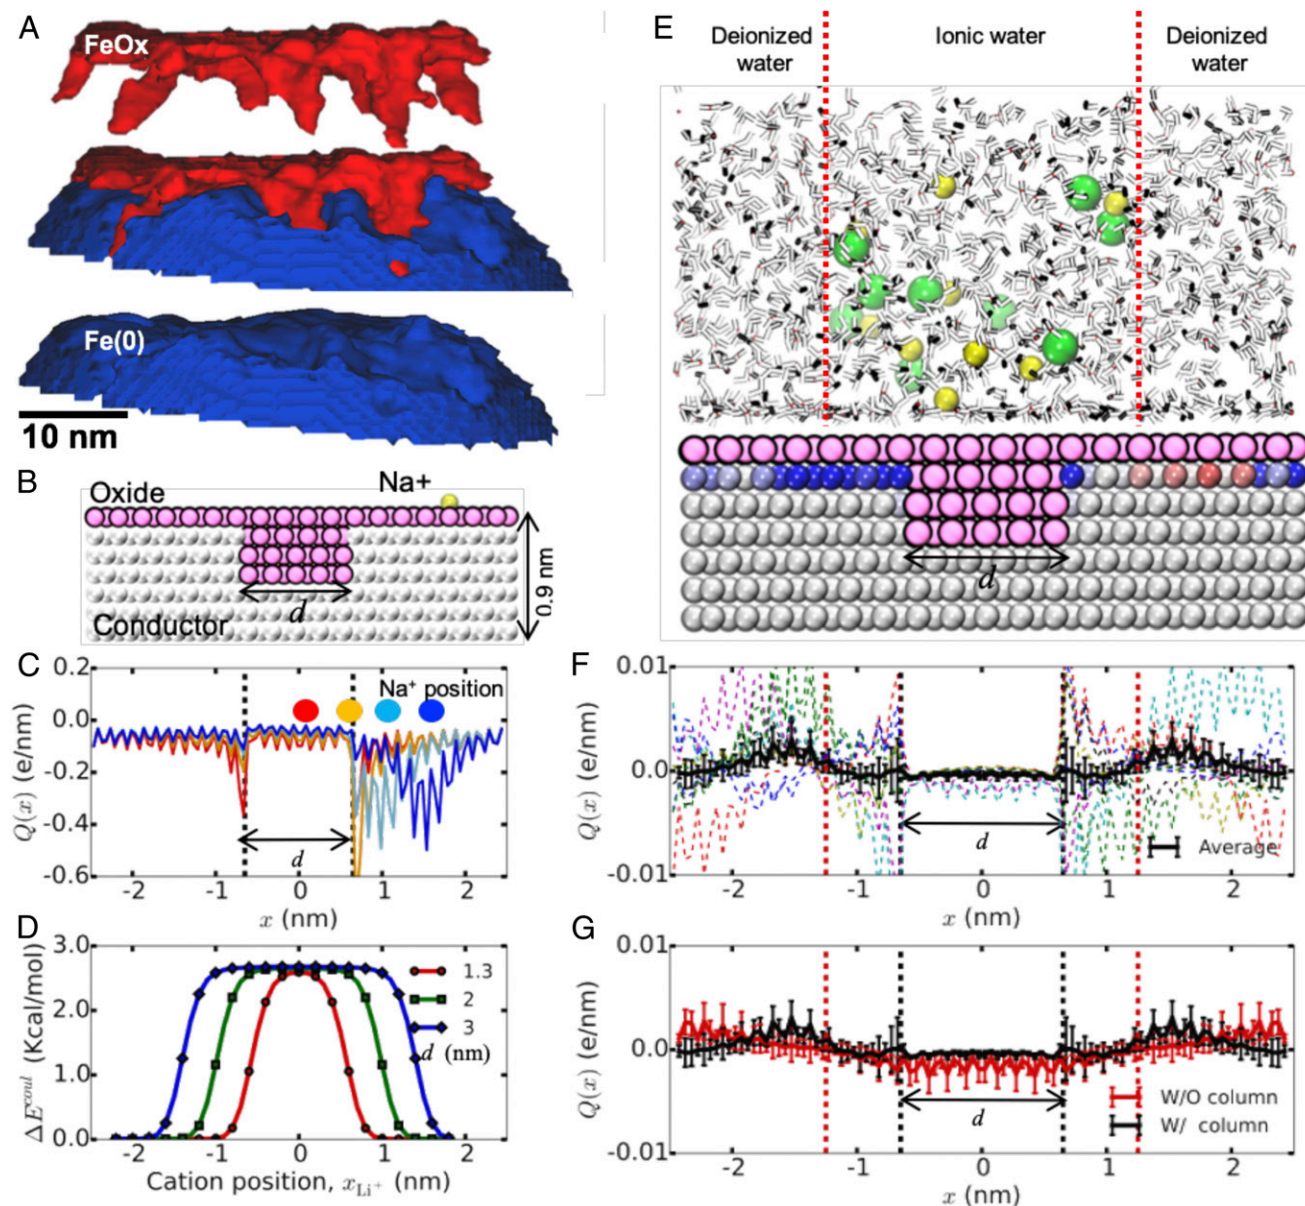 A
FeOx
Fe(0)
10 nm
B
Oxide
Na+
0.9 nm
d
Conductor
C
0.2
0.0
-0.2
-0.4
-0.6
Q(x) (e/nm)
Na⁺ position
d
-2 -1 0 1 2
x (nm)
D
3.0
2.0
1.0
0.0
ΔE^{coul} (Kcal/mol)
1.3
2
3
d (nm)
-2 -1 0 1 2
Cation position, x_{Li⁺} (nm)
E
Deionized water
Ionic water
Deionized water
d
F
0.01
0.0
-0.01
Q(x) (e/nm)
d
Average
-2 -1 0 1 2
x (nm)
G
0.01
0.0
-0.01
Q(x) (e/nm)
d
W/O column
W/ column
-2 -1 0 1 2
x (nm)